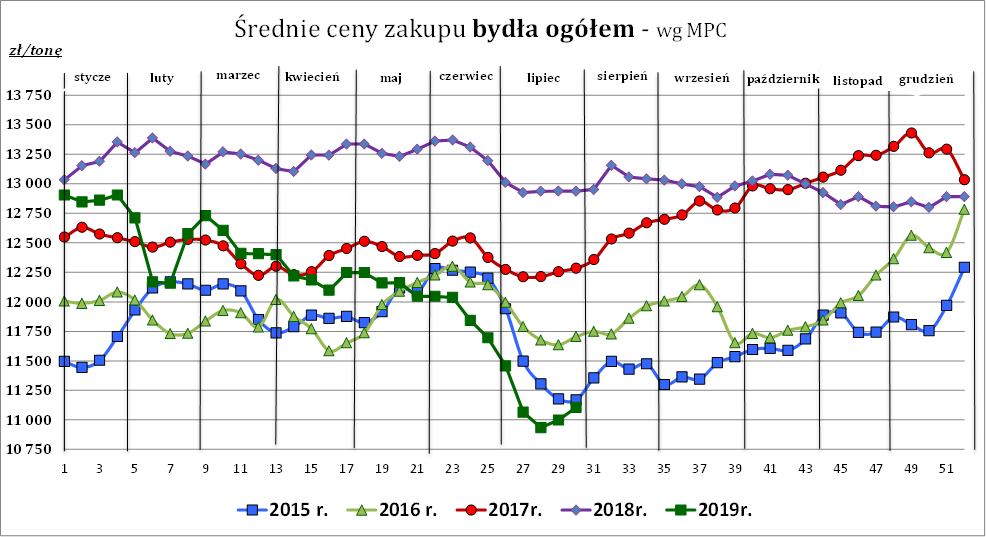 Średnie ceny zakupu bydła ogółem - wg MPC
zł/tonę
stycze luty marzec kwiecień maj czerwiec lipiec sierpień wrzesień październik listopad grudzień
13 750
13 500
13 250
13 000
12 750
12 500
12 250
12 000
11 750
11 500
11 250
11 000
10 750
1 3 5 7 9 11 13 15 17 19 21 23 25 27 29 31 33 35 37 39 41 43 45 47 49 51
2015 r. 2016 r. 2017r. 2018r. 2019r.